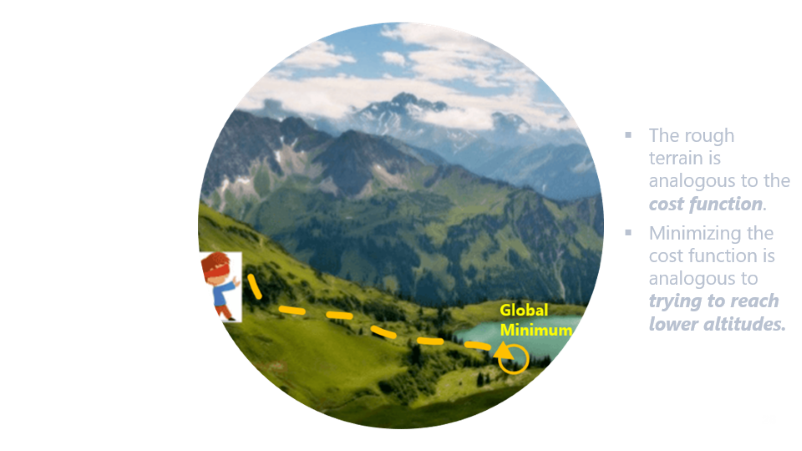 Global
Minimum
▪ The rough
terrain is
analogous to the
cost function.
▪ Minimizing the
cost function is
analogous to
trying to reach
lower altitudes.